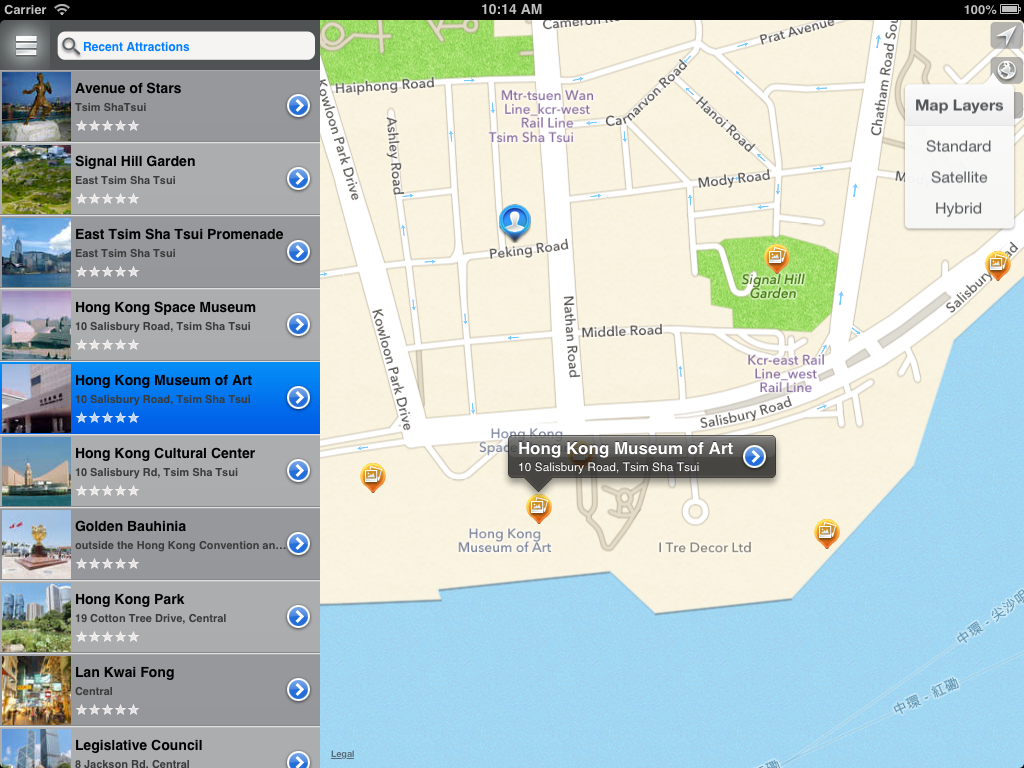 Carrier
10:14 AM
100%
Recent Attractions
Avenue of Stars
Tsim ShaTsui
Signal Hill Garden
East Tsim Sha Tsui
East Tsim Sha Tsui Promenade
East Tsim Sha Tsui
Hong Kong Space Museum
10 Salisbury Road, Tsim Sha Tsui
Hong Kong Museum of Art
10 Salisbury Road, Tsim Sha Tsui
Hong Kong Cultural Center
10 Salisbury Rd, Tsim Sha Tsui
Golden Bauhinia
outside the Hong Kong Convention an...
Hong Kong Park
19 Cotton Tree Drive, Central
Lan Kwai Fong
Central
Legislative Council
8 Jackson Rd, Central
Cameron Road
Prat Avenue
Haiphong Road
Kowloon Park Drive
Ashley Road
Mtr-tsuen Wan
Line_kcr-west
Rail Line
Tsim Sha Tsui
Carnarvon Road
Hanoi Road
Chatham Road
Mody Road
Peking Road
Signal Hill
Garden
Salisbury Road
Kowloon Park Drive
Nathan Road
Middle Road
Kcr-east Rail
Line_west
Rail Line
Salisbury Road
Hong Kong
Hong Kong Museum of Art
10 Salisbury Road, Tsim Sha Tsui
Hong Kong
Museum of Art
I Tre Decor Ltd
中環 - 尖沙咀
中環 - 紅磡
Legal
Map Layers
Standard
Satellite
Hybrid